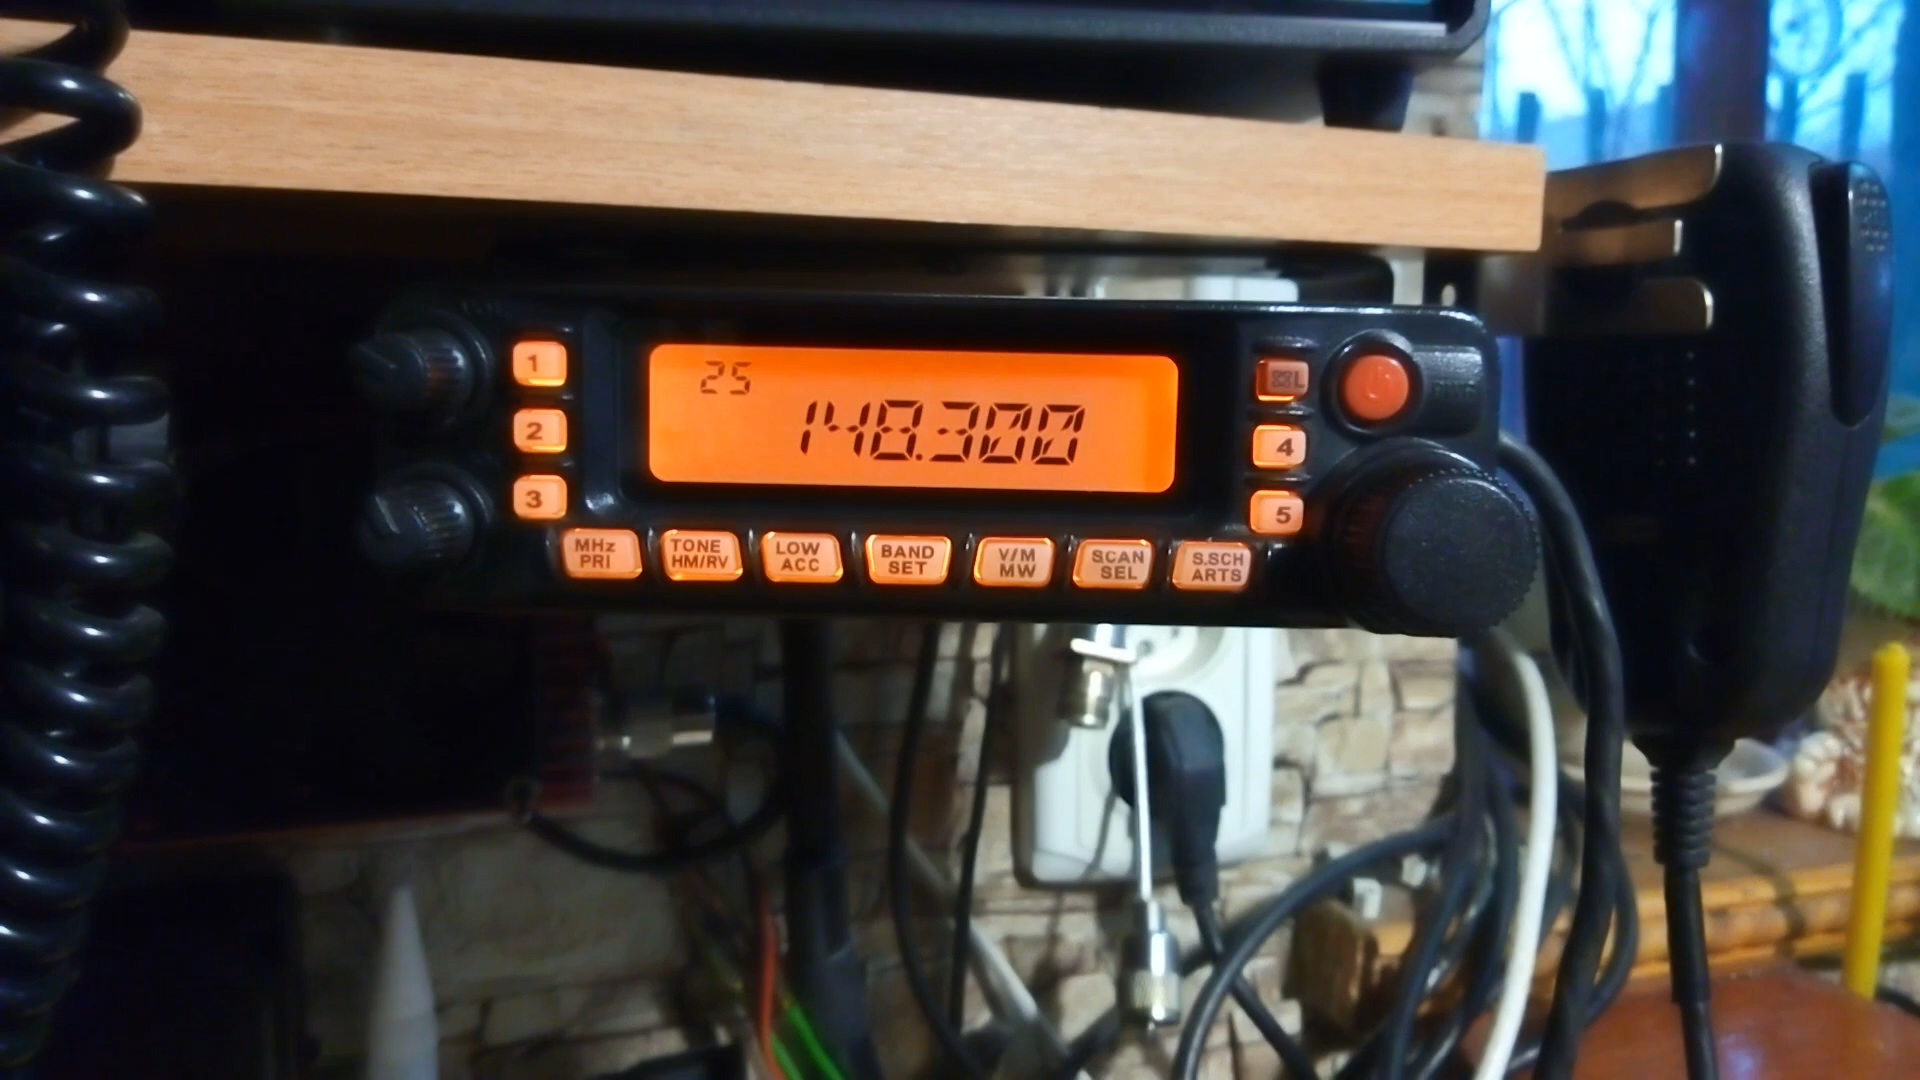 25
148.300
1
2
3
4
5
MHz
PRI
TONE
HM/RV
LOW
ACC
BAND
SET
V/M
MW
SCAN
SEL
S.SCH
ARTS